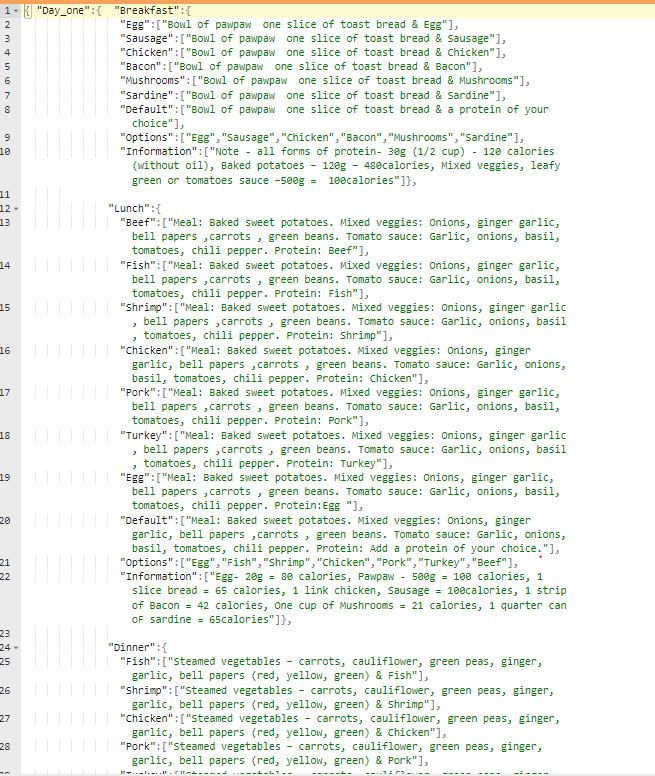 1 { "Day_one":{ "Breakfast":{
2 "Egg":["Bowl of pawpaw  one slice of toast bread & Egg"],
3 "Sausage":["Bowl of pawpaw  one slice of toast bread & Sausage"],
4 "Chicken":["Bowl of pawpaw  one slice of toast bread & Chicken"],
5 "Bacon":["Bowl of pawpaw  one slice of toast bread & Bacon"],
6 "Mushrooms":["Bowl of pawpaw  one slice of toast bread & Mushrooms"],
7 "Sardine":["Bowl of pawpaw  one slice of toast bread & Sardine"],
8 "Default":["Bowl of pawpaw  one slice of toast bread & a protein of your
choice"],
9 "Options":["Egg","Sausage","Chicken","Bacon","Mushrooms","Sardine"],
10 "Information":["Note - all forms of protein- 30g (1/2 cup) - 120 calories
(without oil), Baked potatoes – 120g – 480calories, Mixed veggies, leafy
green or tomatoes sauce -500g =  100calories"]},
11
12 "Lunch":{
13 "Beef":["Meal: Baked sweet potatoes. Mixed veggies: Onions, ginger garlic,
bell papers ,carrots , green beans. Tomato sauce: Garlic, onions, basil,
tomatoes, chili pepper. Protein: Beef"],
14 "Fish":["Meal: Baked sweet potatoes. Mixed veggies: Onions, ginger garlic,
bell papers ,carrots , green beans. Tomato sauce: Garlic, onions, basil,
tomatoes, chili pepper. Protein: Fish"],
15 "Shrimp":["Meal: Baked sweet potatoes. Mixed veggies: Onions, ginger garlic
, bell papers ,carrots , green beans. Tomato sauce: Garlic, onions, basil
, tomatoes, chili pepper. Protein: Shrimp"],
16 "Chicken":["Meal: Baked sweet potatoes. Mixed veggies: Onions, ginger
garlic, bell papers ,carrots , green beans. Tomato sauce: Garlic, onions,
basil, tomatoes, chili pepper. Protein: Chicken"],
17 "Pork":["Meal: Baked sweet potatoes. Mixed veggies: Onions, ginger garlic,
bell papers ,carrots , green beans. Tomato sauce: Garlic, onions, basil,
tomatoes, chili pepper. Protein: Pork"],
18 "Turkey":["Meal: Baked sweet potatoes. Mixed veggies: Onions, ginger garlic
, bell papers ,carrots , green beans. Tomato sauce: Garlic, onions, basil
, tomatoes, chili pepper. Protein: Turkey"],
19 "Egg":["Meal: Baked sweet potatoes. Mixed veggies: Onions, ginger garlic,
bell papers ,carrots , green beans. Tomato sauce: Garlic, onions, basil,
tomatoes, chili pepper. Protein:Egg "],
20 "Default":["Meal: Baked sweet potatoes. Mixed veggies: Onions, ginger
garlic, bell papers ,carrots , green beans. Tomato sauce: Garlic, onions,
basil, tomatoes, chili pepper. Protein: Add a protein of your choice."],
21 "Options":["Egg","Fish","Shrimp","Chicken","Pork","Turkey","Beef"],
22 "Information":["Egg- 20g = 80 calories, Pawpaw - 500g = 100 calories, 1
slice bread = 65 calories, 1 link chicken, Sausage = 100calories, 1 strip
of Bacon = 42 calories, One cup of Mushrooms = 21 calories, 1 quarter can
oF sardine = 65calories"]},
23
24 "Dinner":{
25 "Fish":["Steamed vegetables – carrots, cauliflower, green peas, ginger,
garlic, bell papers (red, yellow, green) & Fish"],
26 "Shrimp":["Steamed vegetables – carrots, cauliflower, green peas, ginger,
garlic, bell papers (red, yellow, green) & Shrimp"],
27 "Chicken":["Steamed vegetables – carrots, cauliflower, green peas, ginger,
garlic, bell papers (red, yellow, green) & Chicken"],
28 "Pork":["Steamed vegetables – carrots, cauliflower, green peas, ginger,
garlic, bell papers (red, yellow, green) & Pork"],